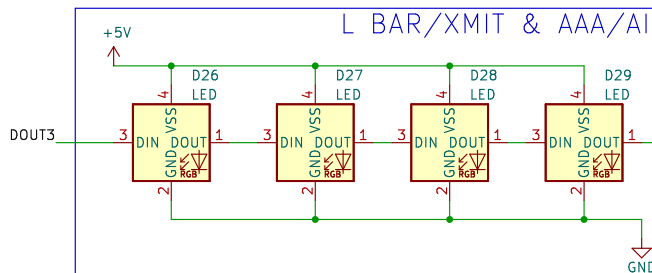 L BAR/XMIT & AAA/AI
+5V
D26
LED
D27
LED
D28
LED
D29
LED
4
4
4
4
VSS
VSS
VSS
VSS
DOUT3
3 DIN DOUT 1
3 DIN DOUT 1
3 DIN DOUT 1
3 DIN DOUT 1
GND
GND
GND
GND
RGB
RGB
RGB
RGB
2
2
2
2
GND